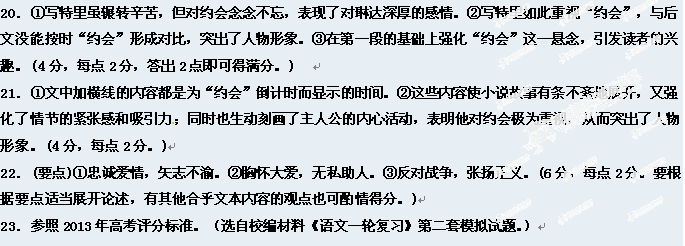 20．①写特里虽辗转辛苦，但对约会念念不忘，表现了对琳达深厚的感情。②写特里如此重视“约会”，与后
文没能按时“约会”形成对比，突出了人物形象。③在第一段的基础上强化“约会”这一悬念，引发读者的兴
趣。(4分，每点2分，答出2点即可得满分。)
21．①文中加横线的内容都是为“约会”倒计时而显示的时间。②这些内容使小说故事有条不紊地展开，又强
化了情节的紧张感和吸引力；同时也生动刻画了主人公的内心活动，表明他对约会极为重视，从而突出了人物
形象。(4分，每点2分。)
22．(要点)①忠诚爱情，矢志不渝。②胸怀大爱，无私助人。③反对战争，张扬正义。(6分，每点2分。要根
据要点适当展开论述，有其他合乎文本内容的观点也可酌情得分。)
23．参照2013年高考评分标准。(选自校编材料《语文一轮复习》第二套模拟试题。)